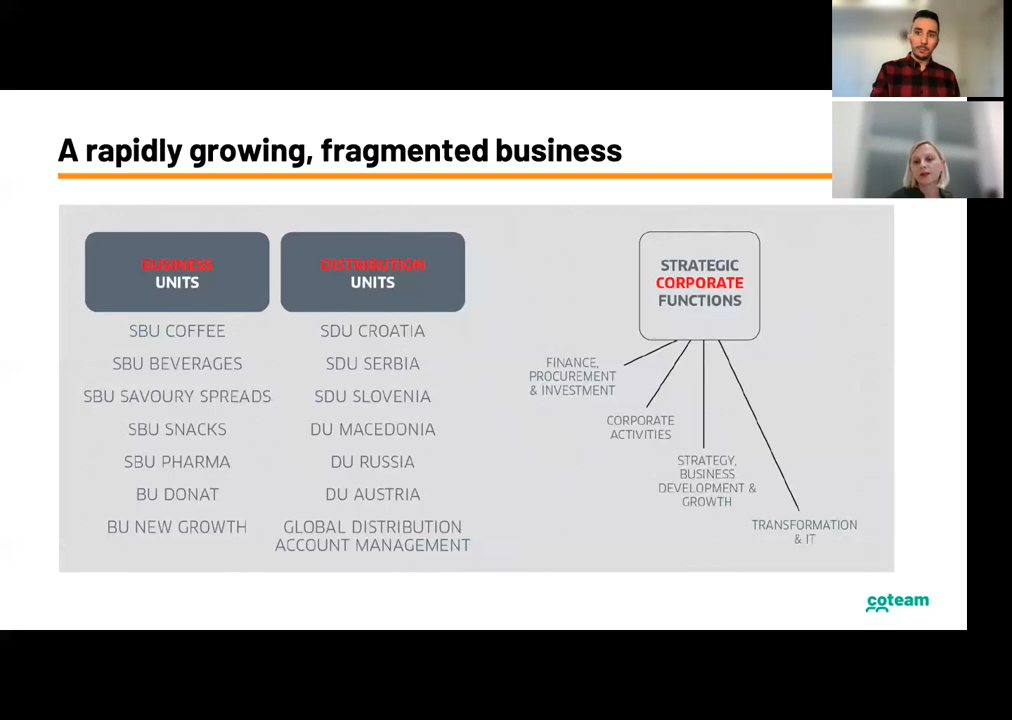 A rapidly growing, fragmented business
BUSINESS
UNITS
SBU COFFEE
SBU BEVERAGES
SBU SAVOURY SPREADS
SBU SNACKS
SBU PHARMA
BU DONAT
BU NEW GROWTH
DISTRIBUTION
UNITS
SDU CROATIA
SDU SERBIA
SDU SLOVENIA
DU MACEDONIA
DU RUSSIA
DU AUSTRIA
GLOBAL DISTRIBUTION
ACCOUNT MANAGEMENT
STRATEGIC
CORPORATE
FUNCTIONS
FINANCE,
PROCUREMENT
& INVESTMENT
CORPORATE
ACTIVITIES
STRATEGY,
BUSINESS
DEVELOPMENT &
GROWTH
TRANSFORMATION
& IT
coteam